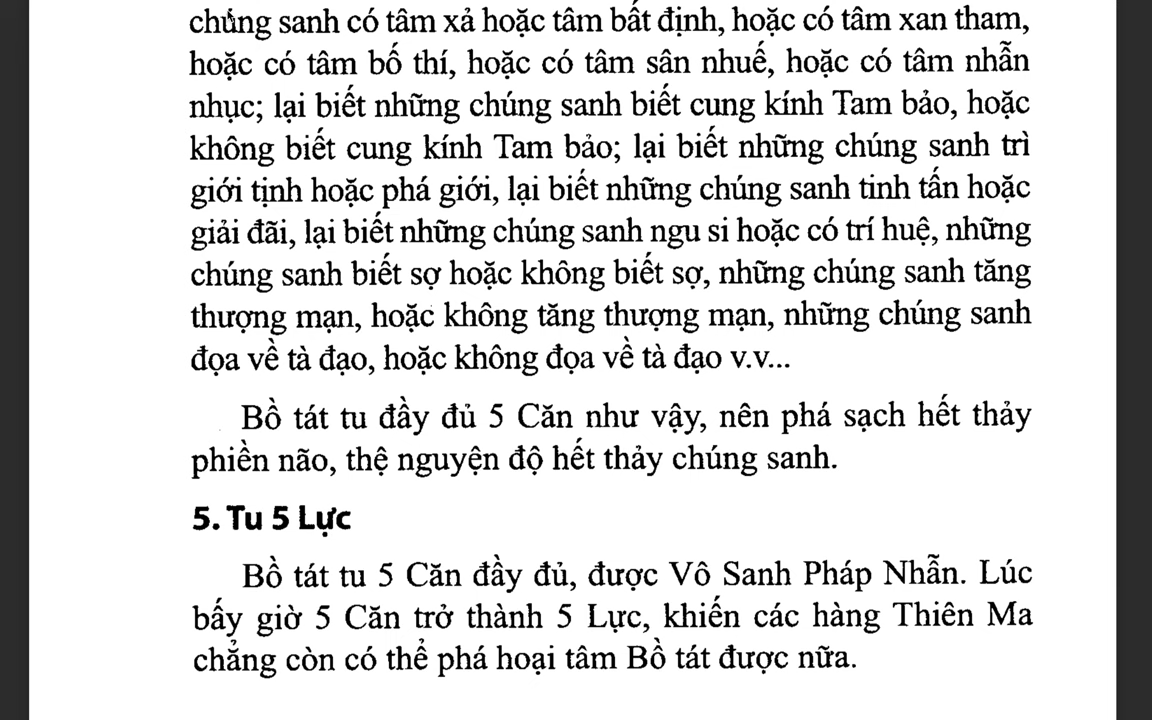 chúng sanh có tâm xả hoặc tâm bất định, hoặc có tâm xan tham,
hoặc có tâm bố thí, hoặc có tâm sân nhuế, hoặc có tâm nhẫn
nhục; lại biết những chúng sanh biết cung kính Tam bảo, hoặc
không biết cung kính Tam bảo; lại biết những chúng sanh trì
giới tịnh hoặc phá giới, lại biết những chúng sanh tinh tấn hoặc
giải đãi, lại biết những chúng sanh ngu si hoặc có trí huệ, những
chúng sanh biết sợ hoặc không biết sợ, những chúng sanh tăng
thượng mạn, hoặc không tăng thượng mạn, những chúng sanh
đọa về tà đạo, hoặc không đọa về tà đạo v.v...
Bồ tát tu đầy đủ 5 Căn như vậy, nên phá sạch hết thảy
phiền não, thệ nguyện độ hết thảy chúng sanh.
5. Tu 5 Lực
Bồ tát tu 5 Căn đầy đủ, được Vô Sanh Pháp Nhẫn. Lúc
bấy giờ 5 Căn trở thành 5 Lực, khiến các hàng Thiên Ma
chẳng còn có thể phá hoại tâm Bồ tát được nữa.